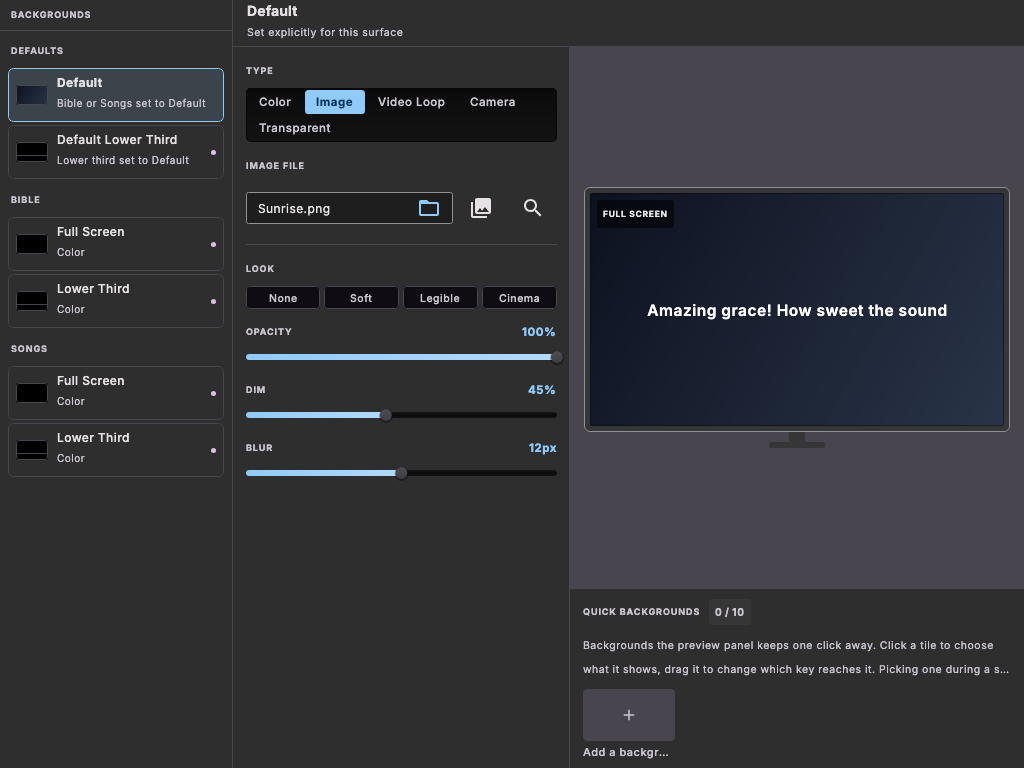 BACKGROUNDS
DEFAULTS
Default
Bible or Songs set to Default
Default Lower Third
Lower third set to Default
BIBLE
Full Screen
Color
Lower Third
Color
SONGS
Full Screen
Color
Lower Third
Color
Default
Set explicitly for this surface
TYPE
Color Image Video Loop Camera
Transparent
IMAGE FILE
Sunrise.png
LOOK
None Soft Legible Cinema
OPACITY 100%
DIM 45%
BLUR 12px
FULL SCREEN
Amazing grace! How sweet the sound
QUICK BACKGROUNDS 0 / 10
Backgrounds the preview panel keeps one click away. Click a tile to choose
what it shows, drag it to change which key reaches it. Picking one during a s...
+
Add a backgr...